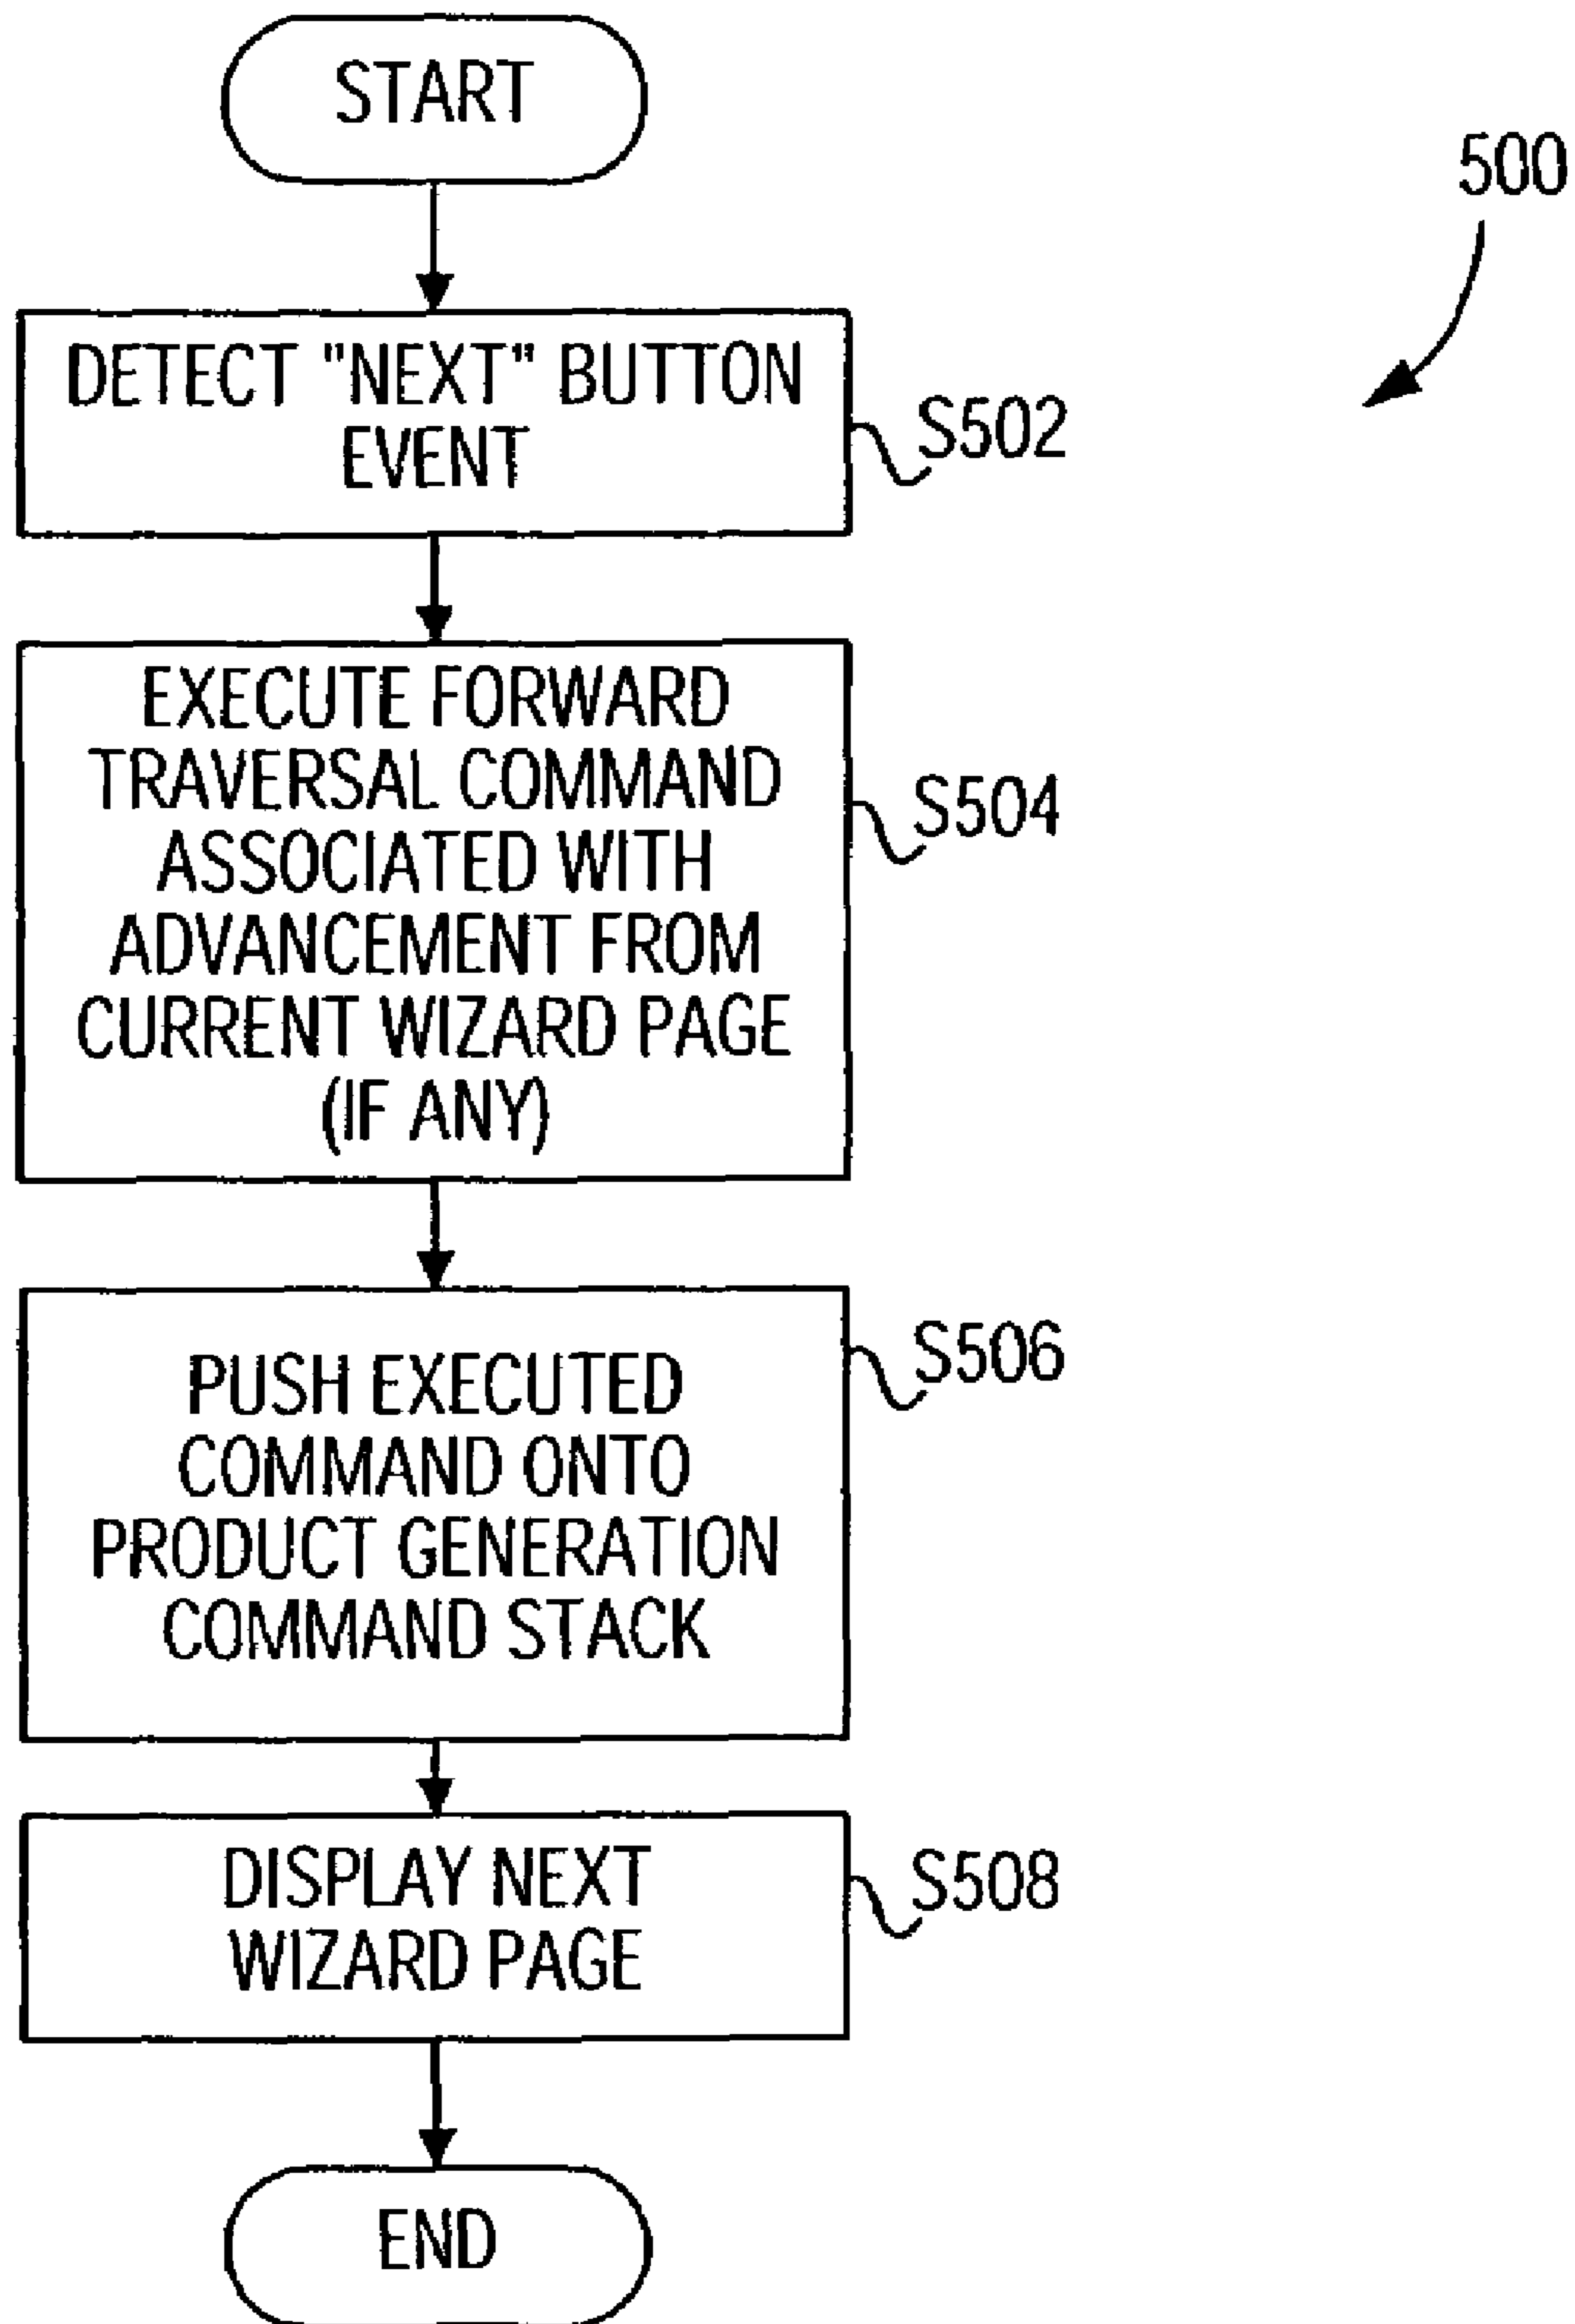 START
500
DETECT "NEXT" BUTTON
EVENT
S502
EXECUTE FORWARD
TRAVERSAL COMMAND
ASSOCIATED WITH
ADVANCEMENT FROM
CURRENT WIZARD PAGE
(IF ANY)
S504
PUSH EXECUTED
COMMAND ONTO
PRODUCT GENERATION
COMMAND STACK
S506
DISPLAY NEXT
WIZARD PAGE
S508
END